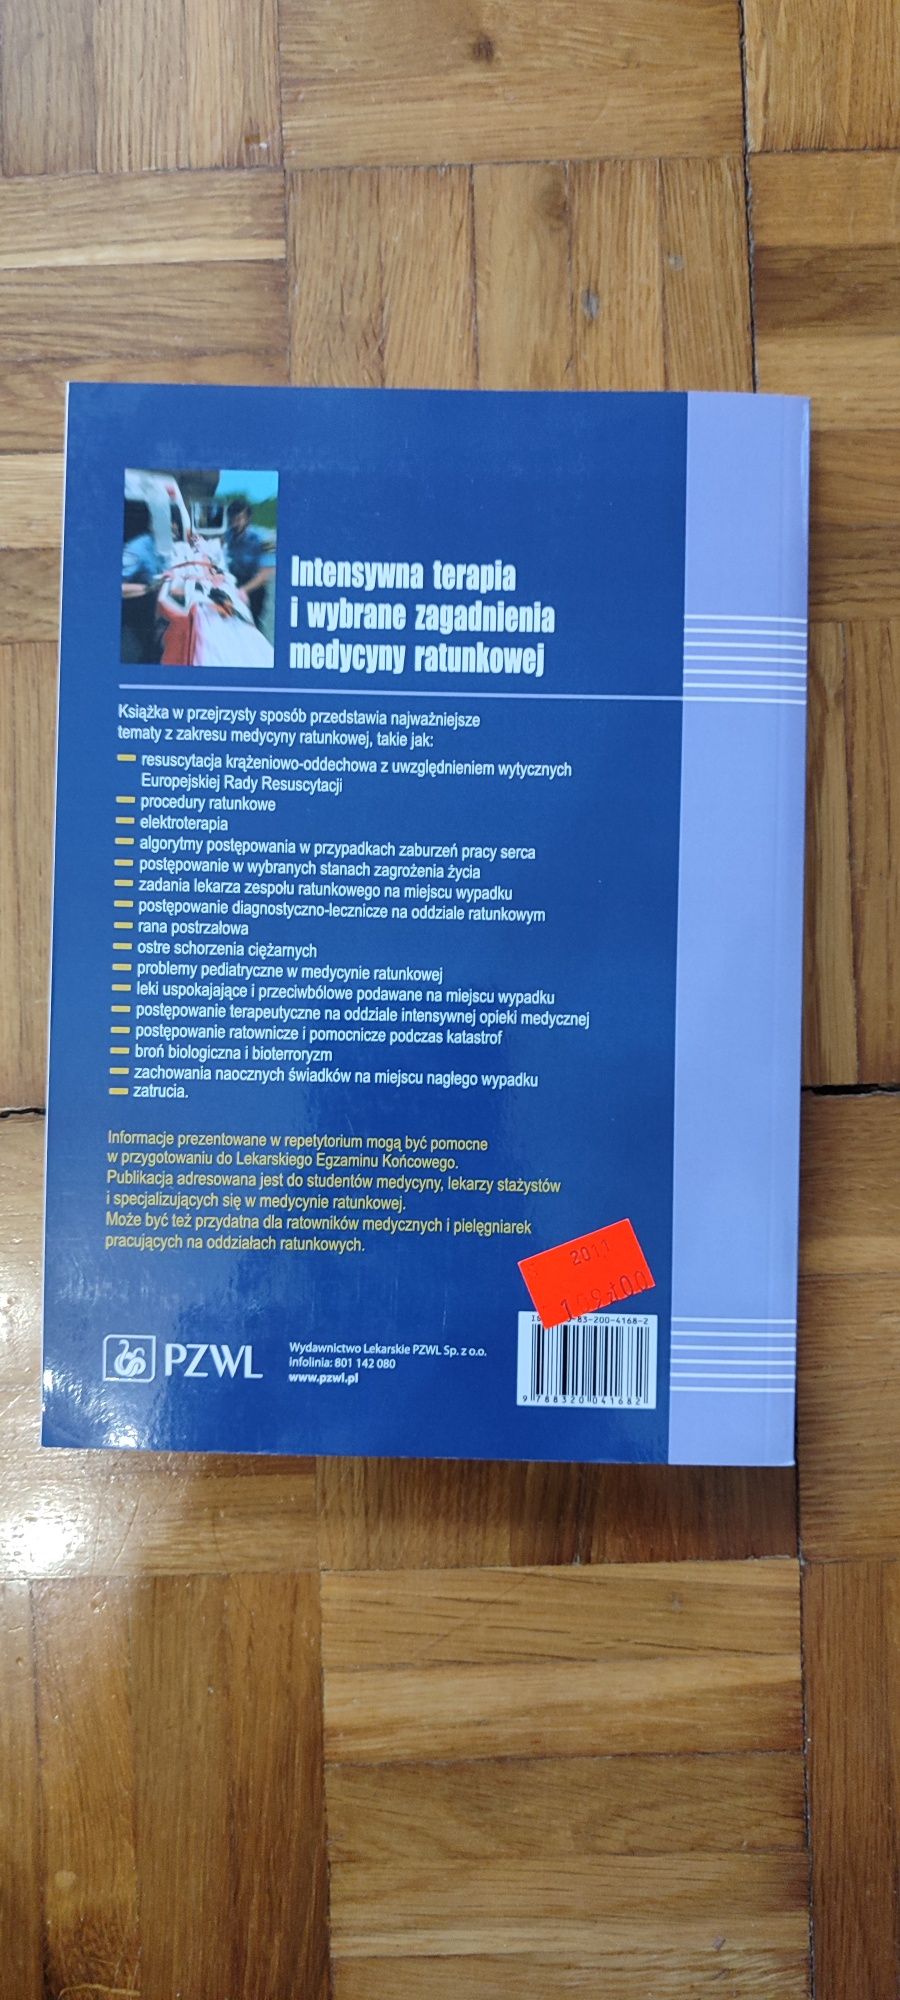 Intensywna terapia
i wybrane zagadnienia
medycyny ratunkowej
Książka w przejrzysty sposób przedstawia najważniejsze
tematy z zakresu medycyny ratunkowej, takie jak:
resuscytacja krążeniowo-oddechowa z uwzględnieniem wytycznych
Europejskiej Rady Resuscytacji
procedury ratunkowe
elektroterapia
algorytmy postępowania w przypadkach zaburzeń pracy serca
postępowanie w wybranych stanach zagrożenia życia
zadania lekarza zespołu ratunkowego na miejscu wypadku
postępowanie diagnostyczno-lecznicze na oddziale ratunkowym
rana postrzałowa
ostre schorzenia ciężarnych
problemy pediatryczne w medycynie ratunkowej
leki uspokajające i przeciwbólowe podawane na miejscu wypadku
postępowanie terapeutyczne na oddziale intensywnej opieki medycznej
postępowanie ratownicze i pomocnicze podczas katastrof
broń biologiczna i bioterroryzm
zachowania naocznych świadków na miejscu nagłego wypadku
zatrucia.
Informacje prezentowane w repetytorium mogą być pomocne
w przygotowaniu do Lekarskiego Egzaminu Końcowego.
Publikacja adresowana jest do studentów medycyny, lekarzy stażystów
i specjalizujących się w medycynie ratunkowej.
Może być też przydatna dla ratowników medycznych i pielęgniarek
pracujących na oddziałach ratunkowych.
2011
83-200-4168-2
9 788320 041682
PZWL
Wydawnictwo Lekarskie PZWL Sp. z o.o.
Infolinia: 801 142 080
www.pzwl.pl